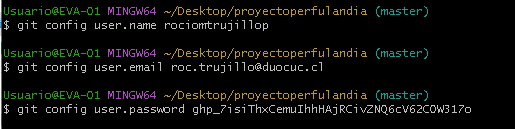 Usuario@EVA-01 MINGW64 ~/Desktop/proyectoperfulandia (master)
$ git config user.name rociomtrujillop
Usuario@EVA-01 MINGW64 ~/Desktop/proyectoperfulandia (master)
$ git config user.email roc.trujillo@duocuc.cl
Usuario@EVA-01 MINGW64 ~/Desktop/proyectoperfulandia (master)
$ git config user.password ghp_7isiThxCemuIhhHAjRCivZNQ6cV62COW317o